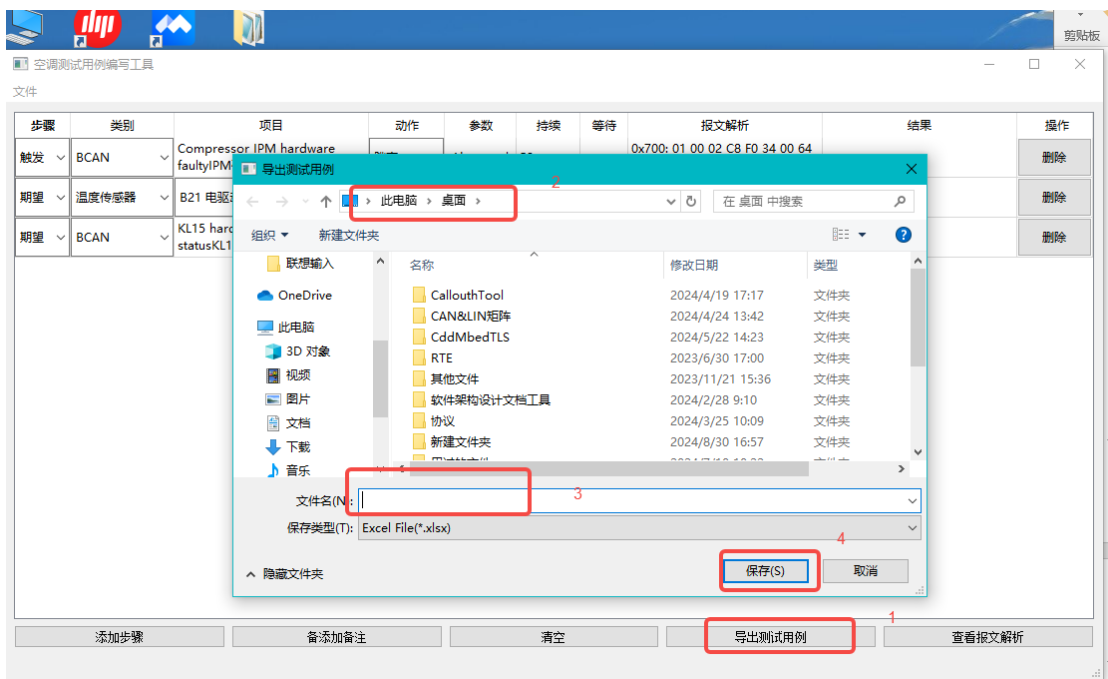 剪贴板
空调测试用例编写工具
文件
步骤 类别 项目 动作 参数 持续 等待 报文解析 结果 操作
触发 BCAN Compressor IPM hardware faultyIPM 0x700: 01 00 02 C8 F0 34 00 64 删除
期望 温度传感器 B21 电驱 删除
期望 BCAN KL15 hard statusKL1 删除
导出测试用例
2
此电脑 › 桌面 ›
在 桌面 中搜索
组织 新建文件夹
名称 修改日期 类型
联想输入
OneDrive
此电脑
3D 对象
视频
图片
文档
下载
音乐
CallouthTool 2024/4/19 17:17 文件夹
CAN&LIN矩阵 2024/4/24 13:42 文件夹
CddMbedTLS 2024/5/22 14:23 文件夹
RTE 2023/6/30 17:00 文件夹
其他文件 2023/11/21 15:36 文件夹
软件架构设计文档工具 2024/2/28 9:10 文件夹
协议 2024/3/25 10:09 文件夹
新建文件夹 2024/8/30 16:57 文件夹
文件名(N):
3
保存类型(T): Excel File(*.xlsx)
4
隐藏文件夹
保存(S) 取消
1
添加步骤 备添加备注 清空 导出测试用例 查看报文解析